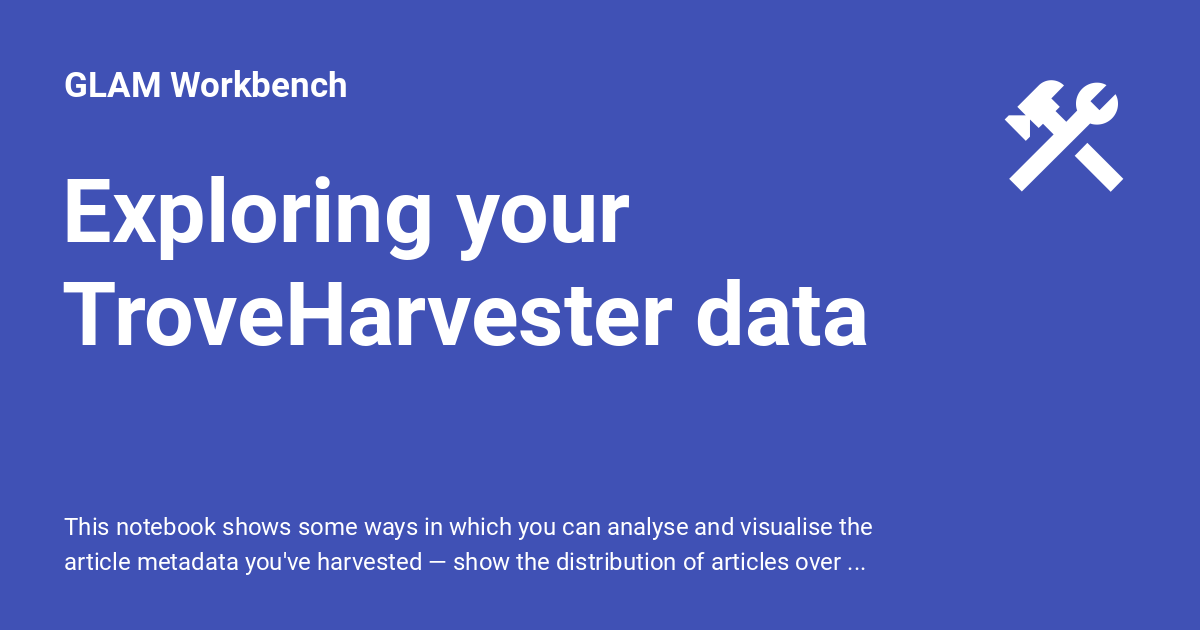 GLAM Workbench
Exploring your
TroveHarvester data
This notebook shows some ways in which you can analyse and visualise the
article metadata you've harvested — show the distribution of articles over ...